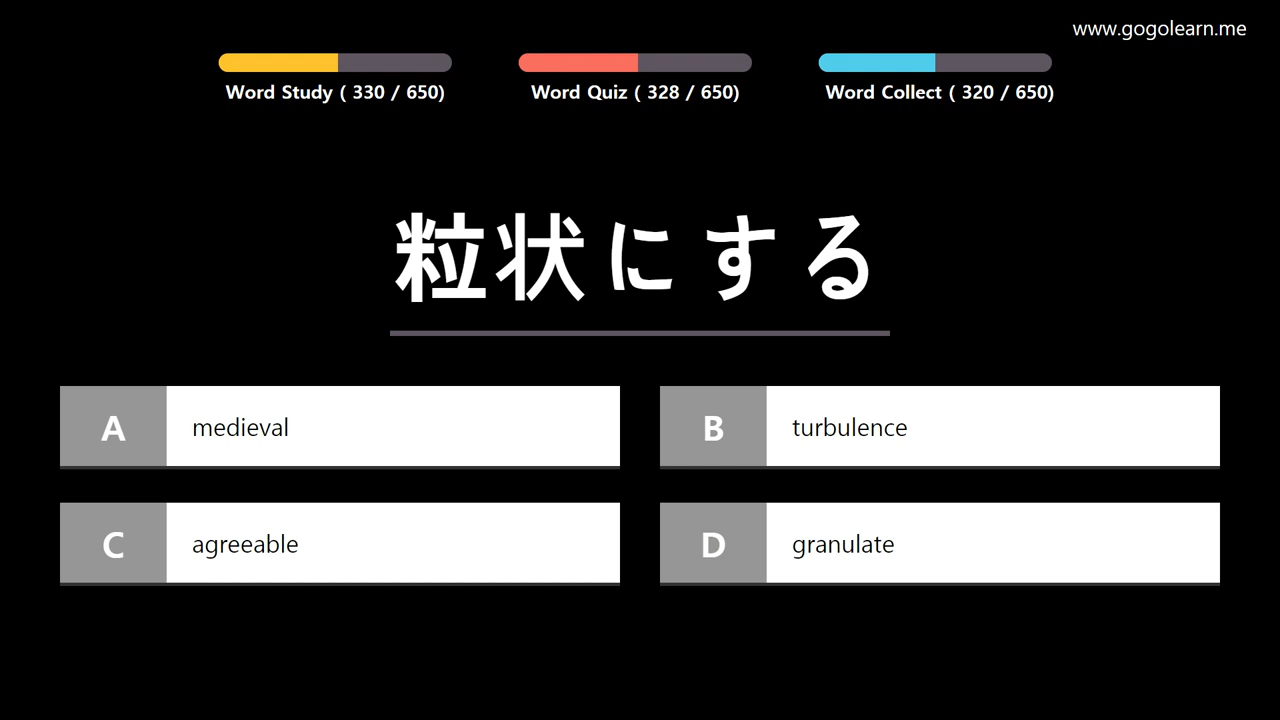 www.gogolearn.me
Word Study ( 330 / 650)
Word Quiz ( 328 / 650)
Word Collect ( 320 / 650)
粒状にする
A medieval
B turbulence
C agreeable
D granulate